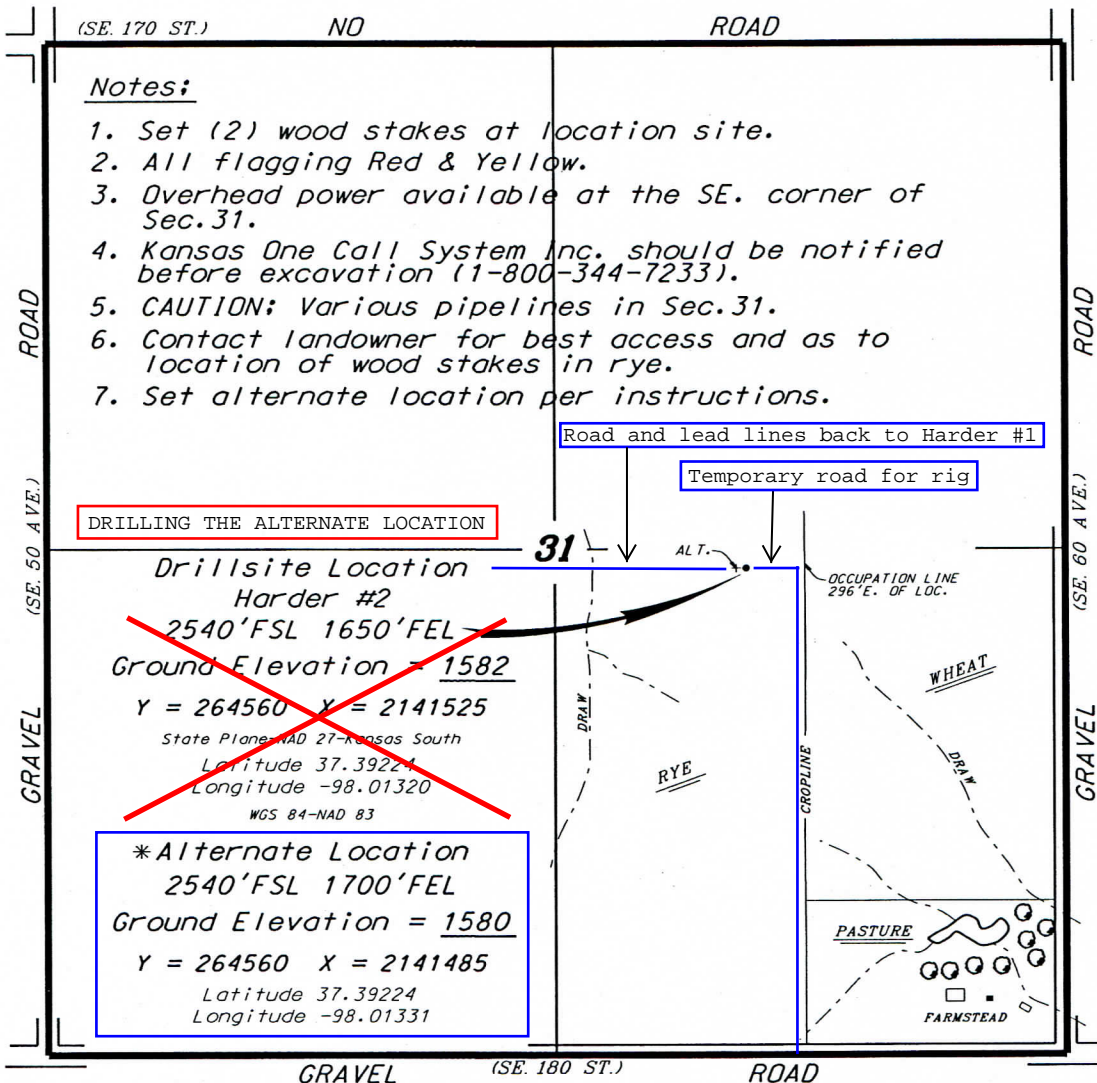 (SE. 170 ST.) NO ROAD
Notes:
1. Set (2) wood stakes at location site.
2. All flagging Red & Yellow.
3. Overhead power available at the SE. corner of
Sec.31.
4. Kansas One Call System Inc. should be notified
before excavation (1-800-344-7233).
5. CAUTION: Various pipelines in Sec.31.
6. Contact landowner for best access and as to
location of wood stakes in rye.
7. Set alternate location per instructions.
ROAD
(SE. 50 AVE.)
GRAVEL
ROAD
(SE. 60 AVE.)
GRAVEL
Road and lead lines back to Harder #1
Temporary road for rig
DRILLING THE ALTERNATE LOCATION
31
ALT.
OCCUPATION LINE
296'E. OF LOC.
Drillsite Location
Harder #2
2540'FSL 1650'FEL
Ground Elevation = 1582
Y = 264560 X = 2141525
State Plane-NAD 27-Kansas South
Latitude 37.39224
Longitude -98.01320
WGS 84-NAD 83
*Alternate Location
2540'FSL 1700'FEL
Ground Elevation = 1580
Y = 264560 X = 2141485
Latitude 37.39224
Longitude -98.01331
DRAW
RYE
CROPLINE
WHEAT
DRAW
PASTURE
FARMSTEAD
GRAVEL (SE. 180 ST.) ROAD